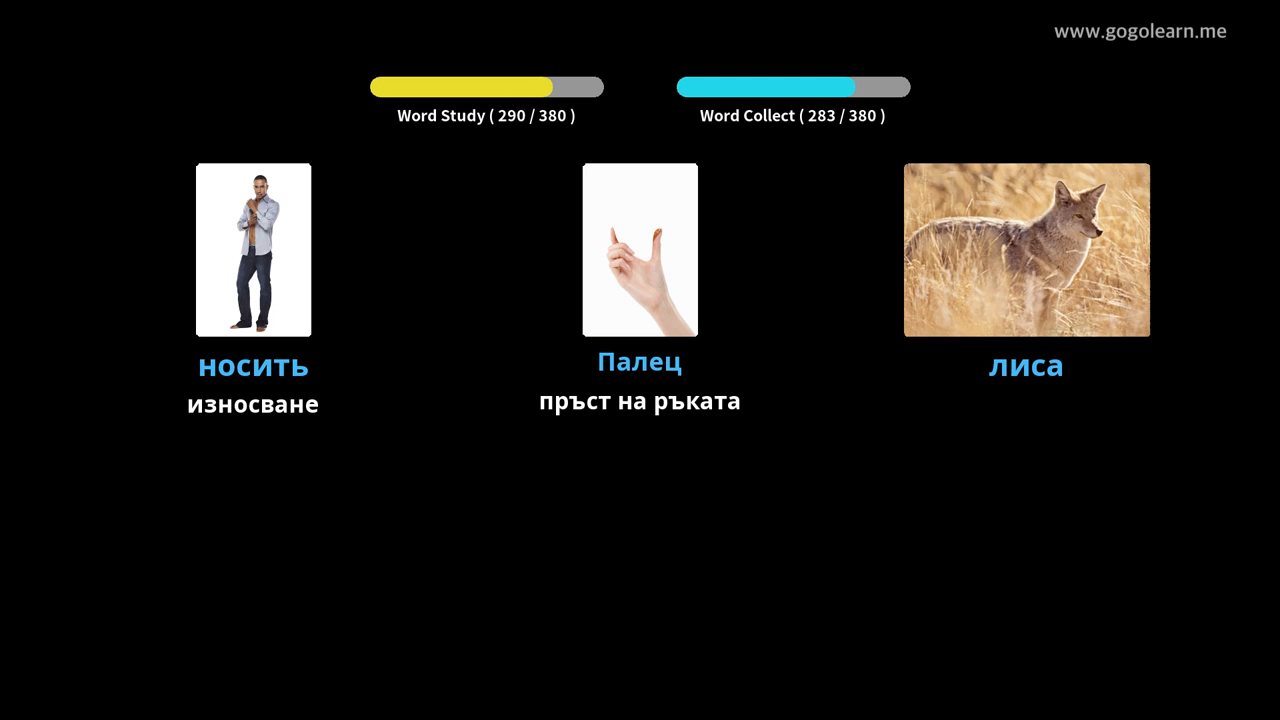 www.gogolearn.me
Word Study ( 290 / 380 )
Word Collect ( 283 / 380 )
носить
износване
Палец
пръст на ръката
лиса